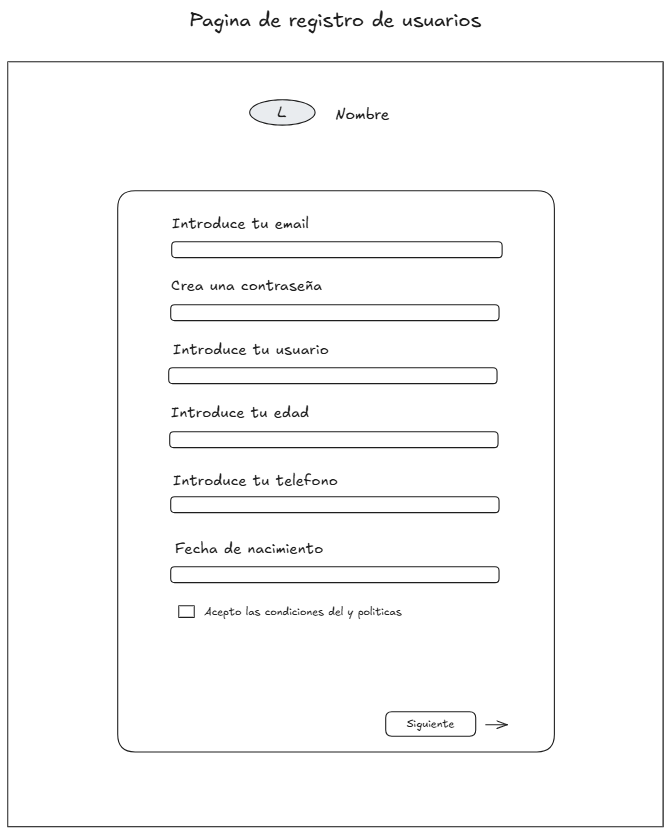 Pagina de registro de usuarios
L Nombre
Introduce tu email
Crea una contraseña
Introduce tu usuario
Introduce tu edad
Introduce tu telefono
Fecha de nacimiento
Acepto las condiciones del y politicas
Siguiente